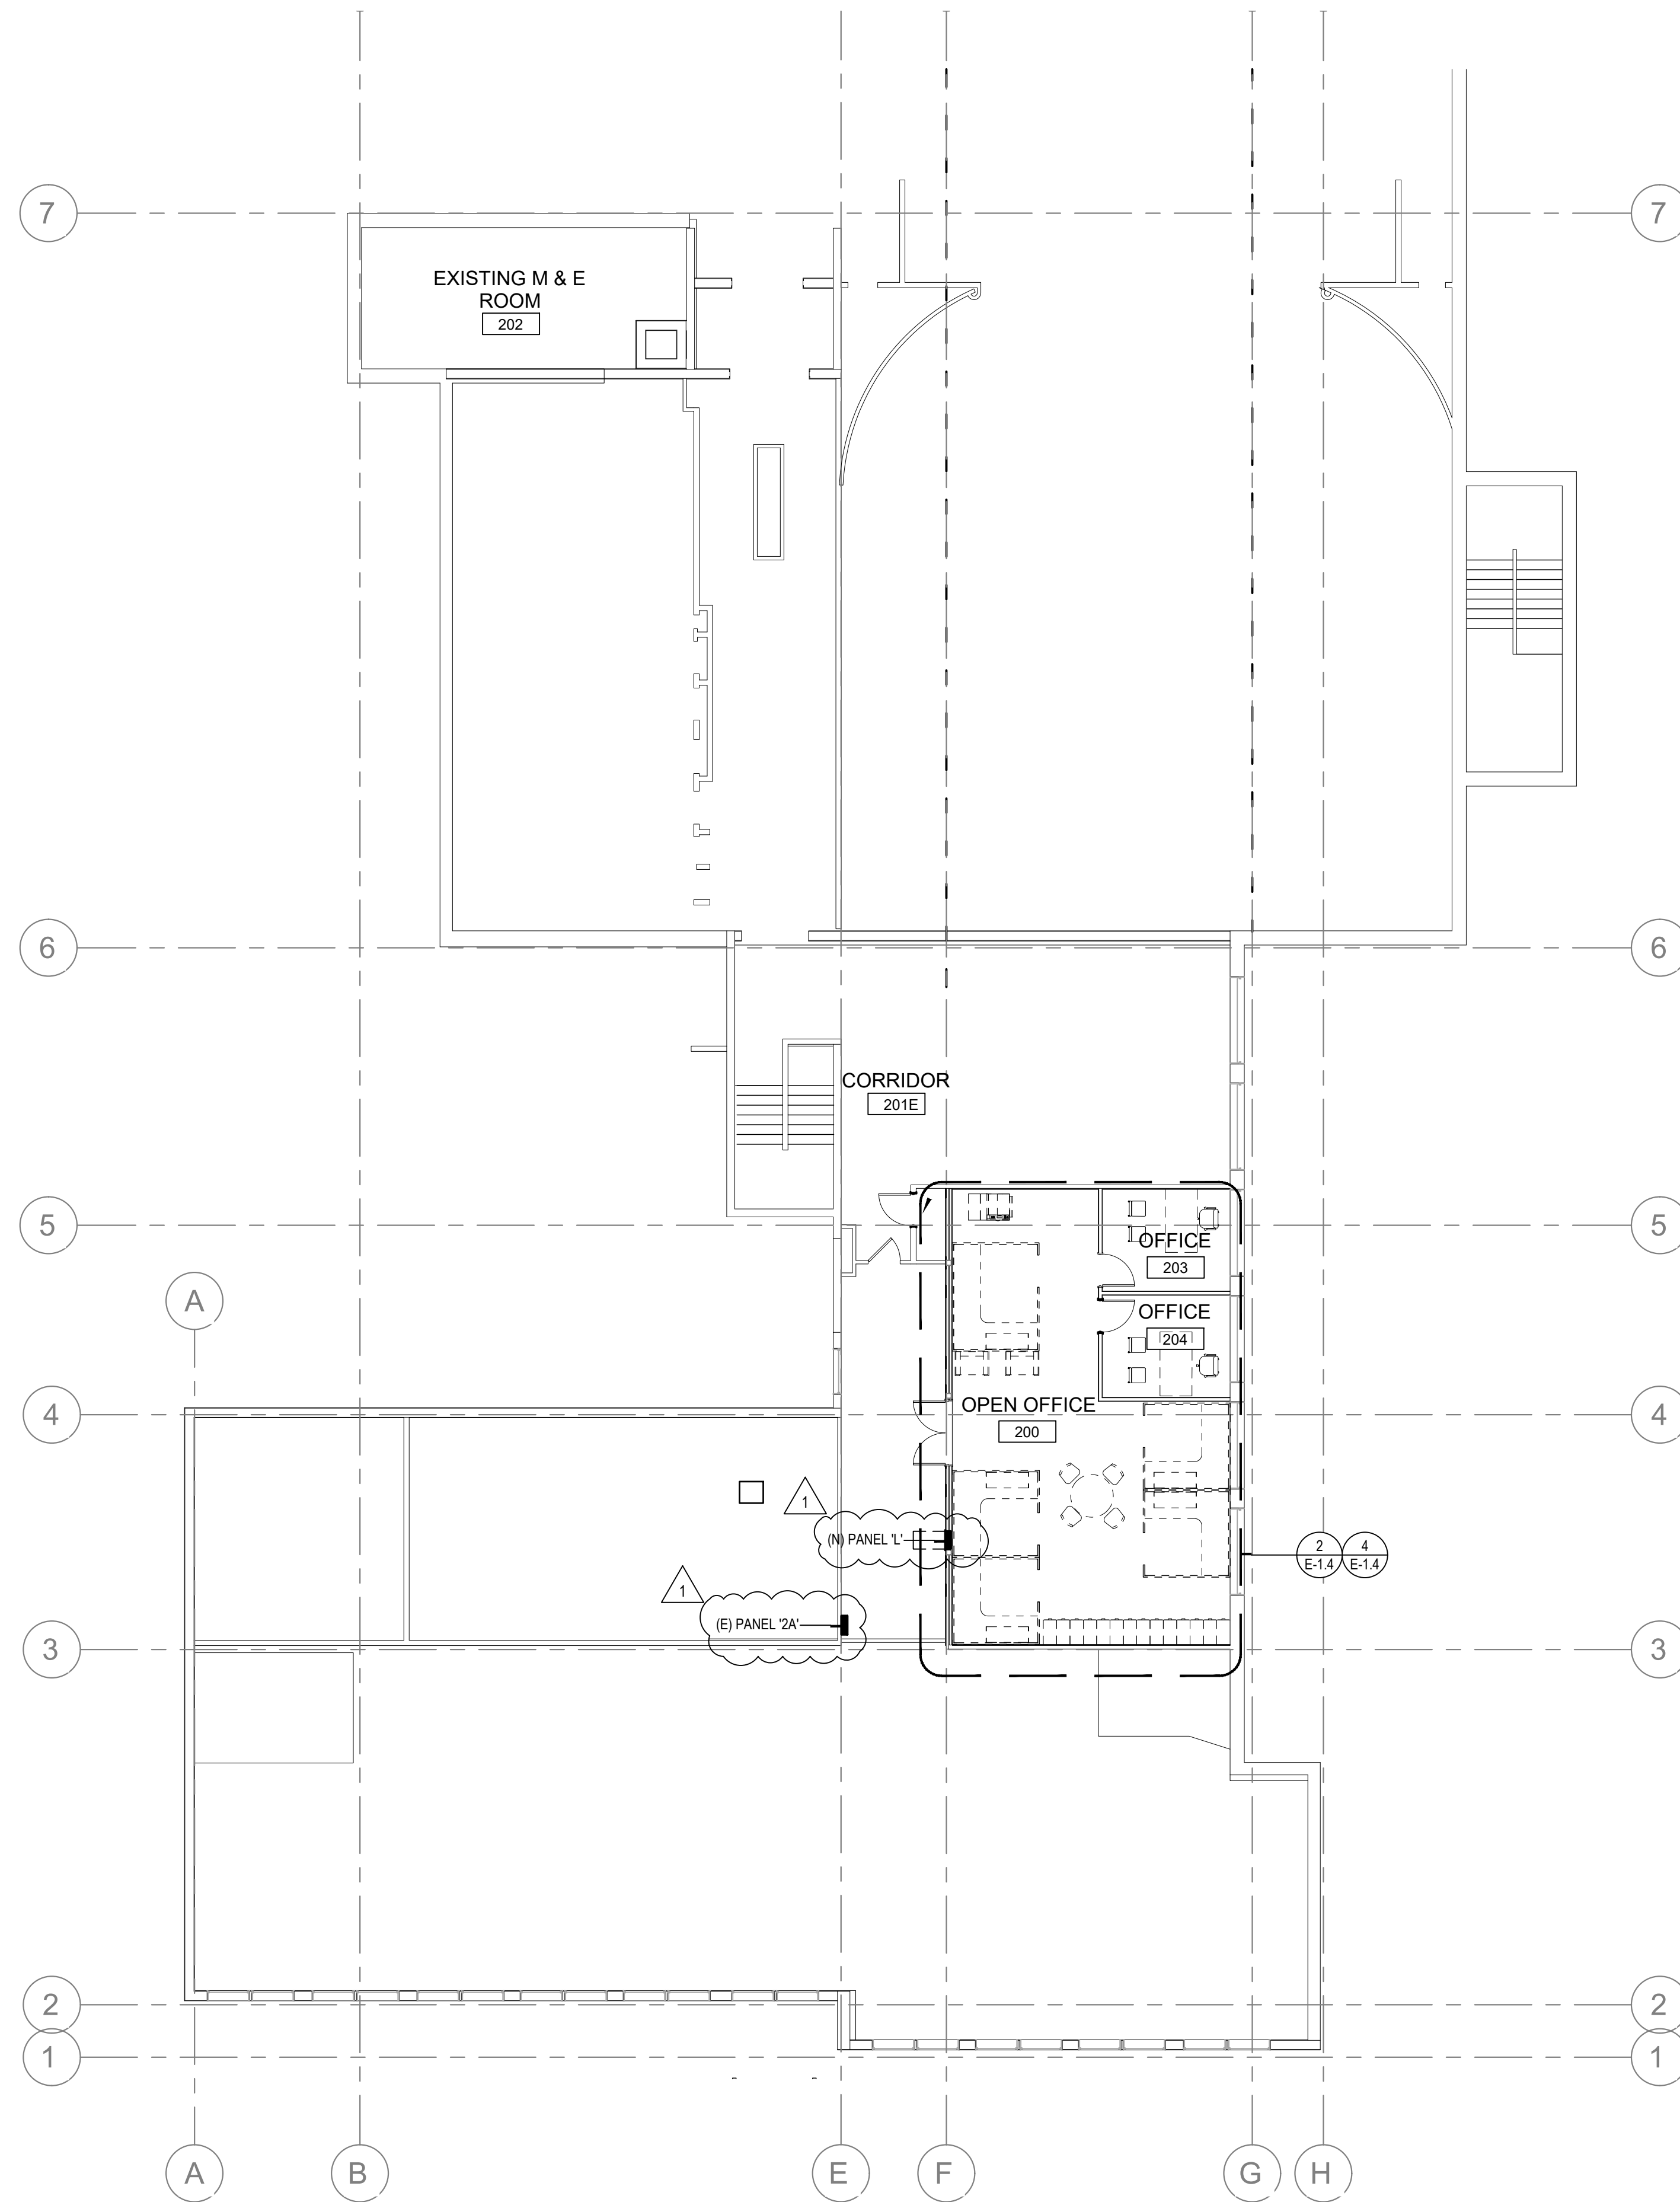 7
7
EXISTING M & E
ROOM
202
6
6
CORRIDOR
201E
5
5
OFFICE
203
A
OFFICE
204
4
4
OPEN OFFICE
200
1
(N) PANEL 'L'
2
E-1.4
4
E-1.4
1
(E) PANEL '2A'
3
3
2
2
1
1
A
B
E
F
G
H